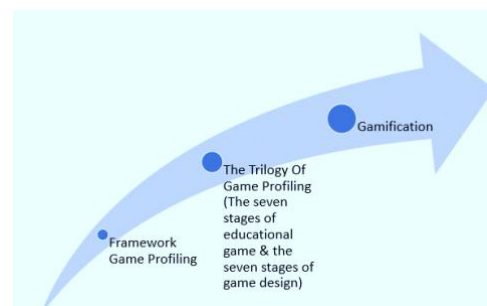 Gamification
The Trilogy Of
Game Profiling
(The seven
stages of
educational
game & the
seven stages of
game design)
Framework
Game Profiling